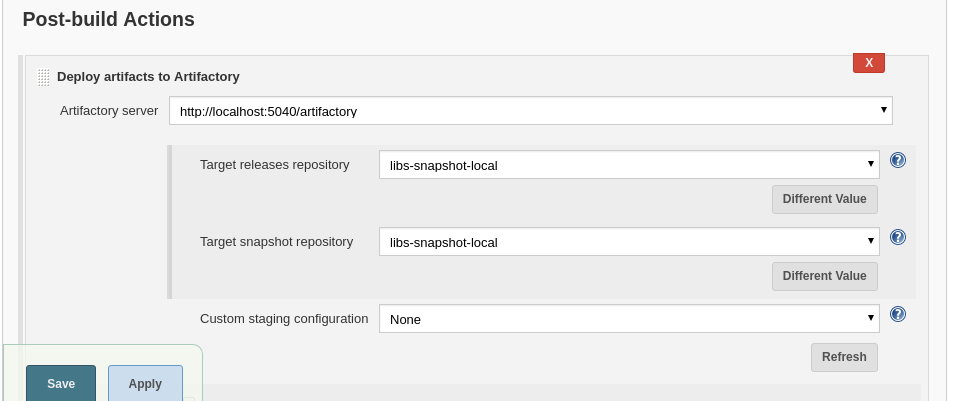 Post-build Actions
X
Deploy artifacts to Artifactory
Artifactory server http://localhost:5040/artifactory
Target releases repository libs-snapshot-local ?
Different Value
Target snapshot repository libs-snapshot-local ?
Different Value
Custom staging configuration None ?
Refresh
Save Apply